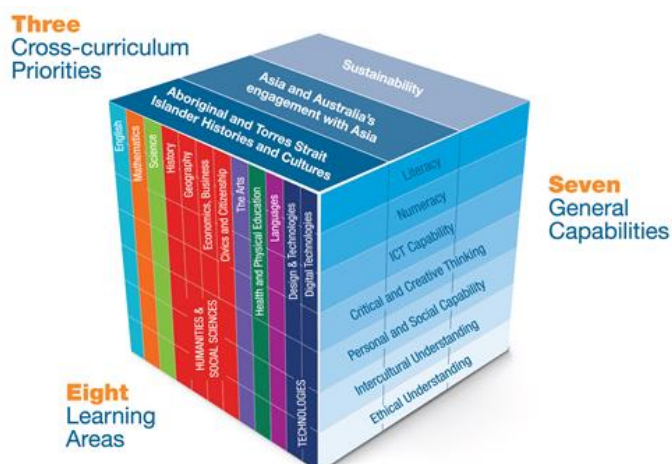 Three
Cross-curriculum
Priorities
Sustainability
Asia and Australia's
engagement with Asia
Aboriginal and Torres Strait
Islander Histories and Cultures
English
Mathematics
Science
History
Geography
Economics, Business
Civics and Citizenship
HUMANITIES &
SOCIAL SCIENCES
The Arts
Health and Physical Education
Languages
Design & Technologies
Digital Technologies
TECHNOLOGIES
Literacy
Numeracy
ICT Capability
Critical and Creative Thinking
Personal and Social Capability
Intercultural Understanding
Ethical Understanding
Seven
General
Capabilities
Eight
Learning
Areas